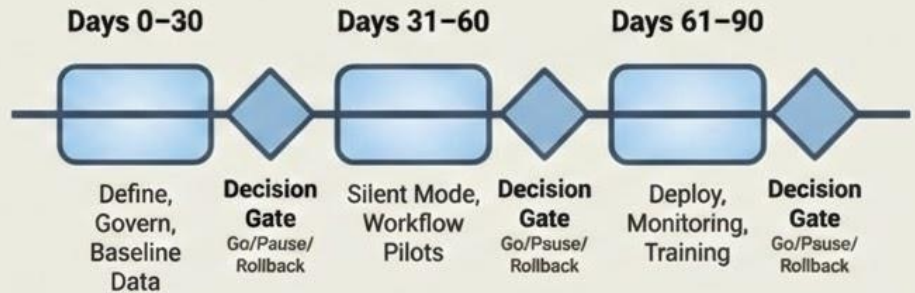 Days 0–30
Days 31–60
Days 61–90
Define,
Govern,
Baseline
Data
Decision
Gate
Go/Pause/
Rollback
Silent Mode,
Workflow
Pilots
Decision
Gate
Go/Psuse/
Rollback
Deploy,
Monitoring,
Training
Decision
Gate
Go/Psuse/
Rollback